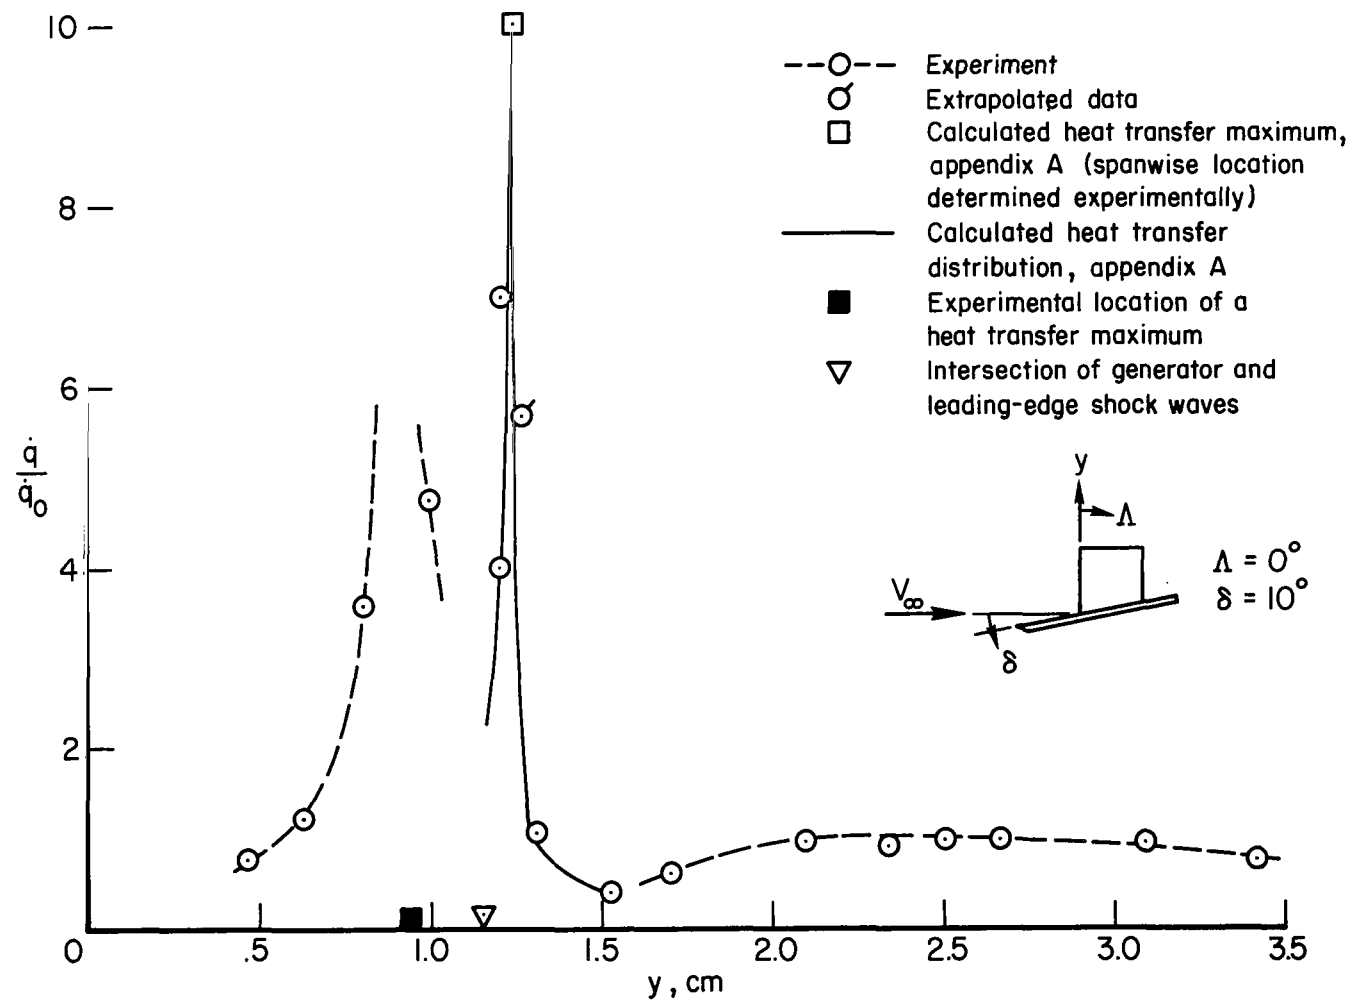 10
8
6
4
2
0
.5
1.0
1.5
2.0
2.5
3.0
3.5
q̇
q̇o
y, cm
Experiment
Extrapolated data
Calculated heat transfer maximum,
appendix A (spanwise location
determined experimentally)
Calculated heat transfer
distribution, appendix A
Experimental location of a
heat transfer maximum
Intersection of generator and
leading-edge shock waves
y
Λ
Λ = 0°
δ = 10°
V∞
δ